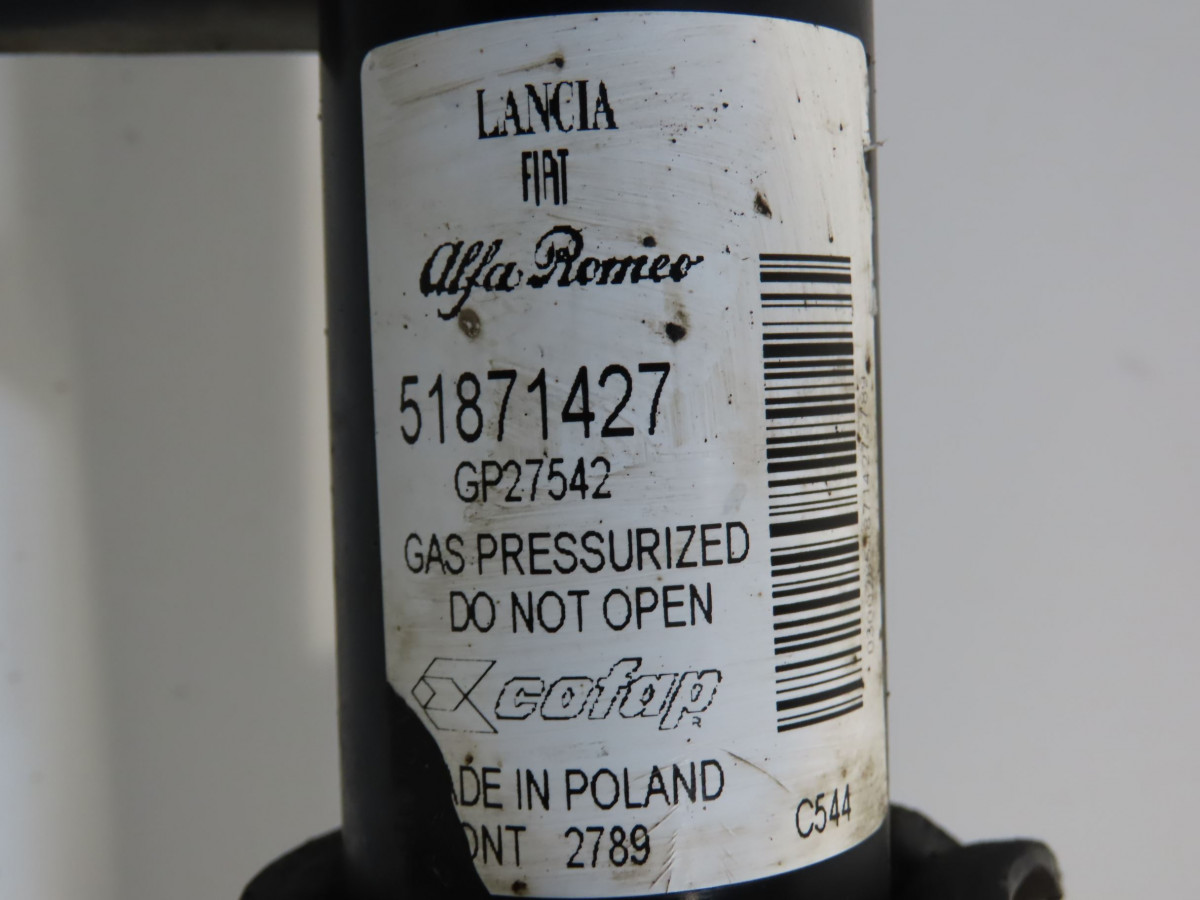 LANCIA
FIAT
Alfa Romeo
51871427
GP27542
GAS PRESSURIZED
DO NOT OPEN
cofap
ADE IN POLAND
ONT 2789
C544